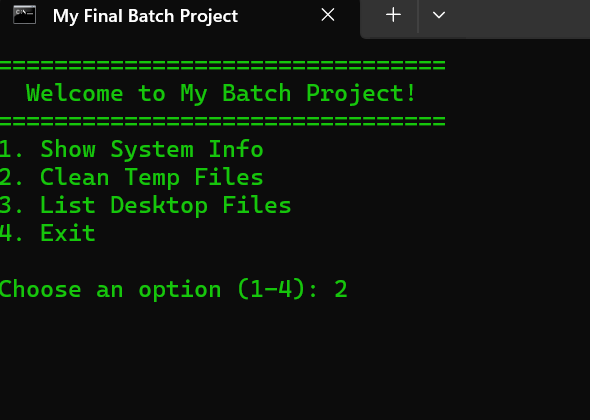 My Final Batch Project
================================
Welcome to My Batch Project!
================================
1. Show System Info
2. Clean Temp Files
3. List Desktop Files
4. Exit
Choose an option (1-4): 2